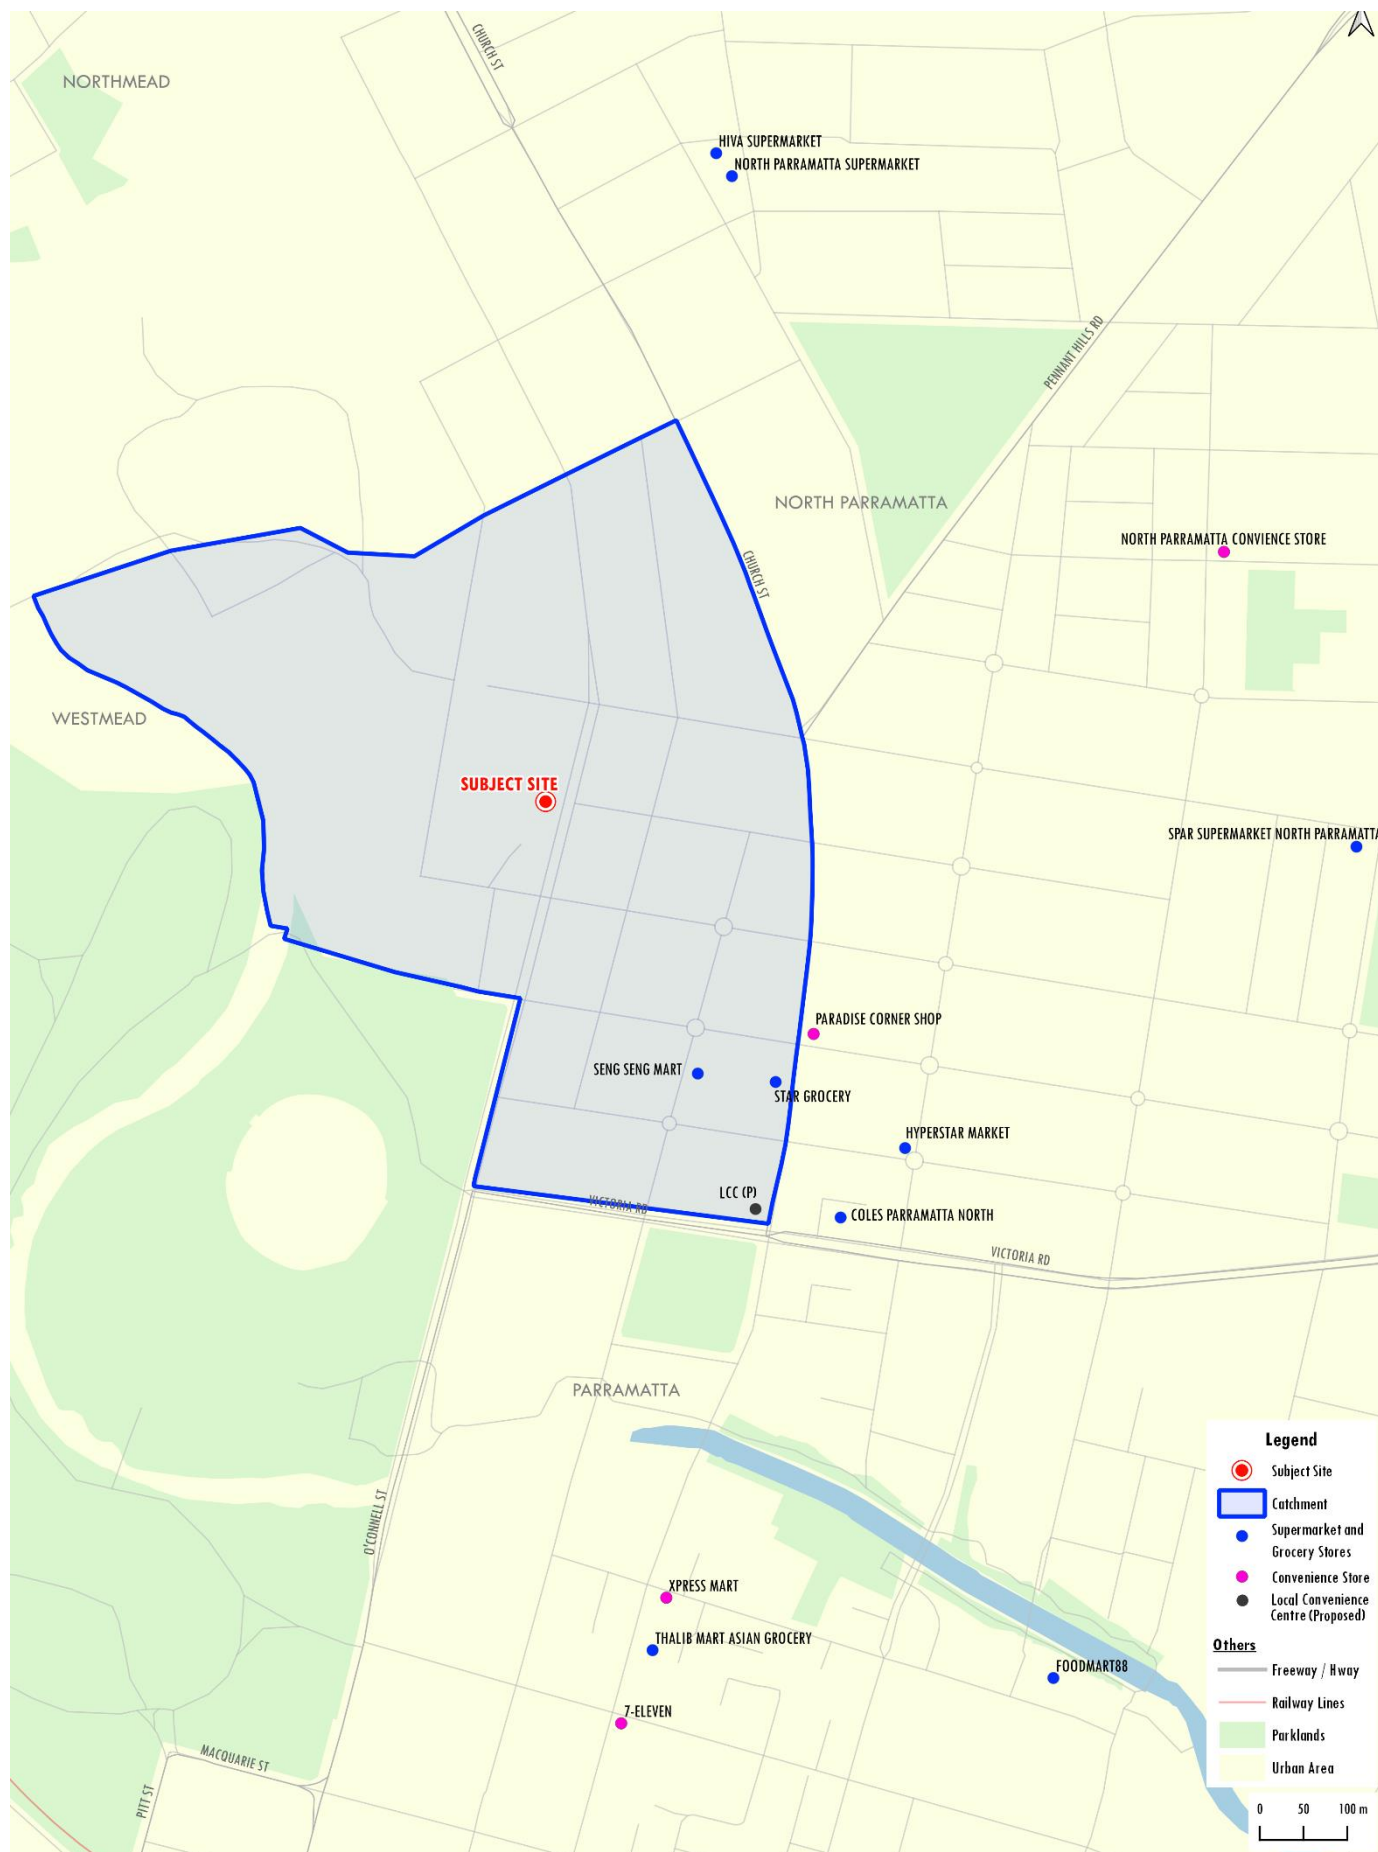 CHURCH ST
NORTHMEAD
HIVA SUPERMARKET
NORTH PARRAMATTA SUPERMARKET
PENNANT HILLS RD
NORTH PARRAMATTA
NORTH PARRAMATTA CONVIENCE STORE
CHURCH ST
WESTMEAD
SUBJECT SITE
SPAR SUPERMARKET NORTH PARRAMATTA
PARADISE CORNER SHOP
SENG SENG MART
STAR GROCERY
HYPERSTAR MARKET
LCC (P)
VICTORIA RD
COLES PARRAMATTA NORTH
VICTORIA RD
PARRAMATTA
O'CONNELL ST
XPRESS MART
THALIB MART ASIAN GROCERY
FOODMART88
7-ELEVEN
MACQUARIE ST
PITT ST
Legend
Subject Site
Catchment
Supermarket and
Grocery Stores
Convenience Store
Local Convenience
Centre (Proposed)
Others
Freeway / Hway
Railway Lines
Parklands
Urban Area
0 50 100 m